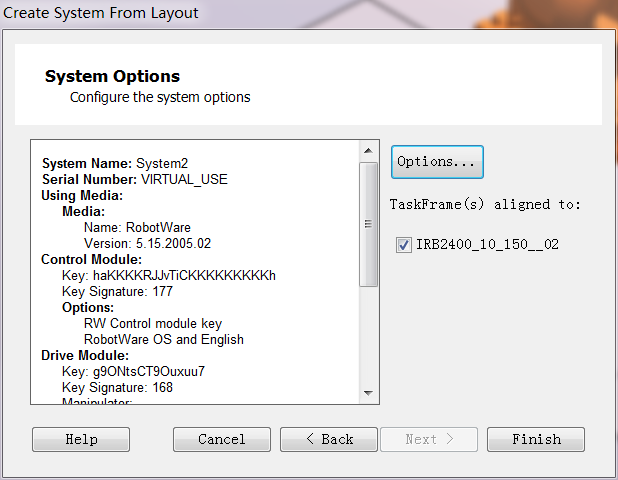 Create System From Layout
System Options
Configure the system options
System Name: System2
Serial Number: VIRTUAL_USE
Using Media:
Media:
Name: RobotWare
Version: 5.15.2005.02
Control Module:
Key: haKKKKRJJvTiCKKKKKKKKKh
Key Signature: 177
Options:
RW Control module key
RobotWare OS and English
Drive Module:
Key: g9ONtsCT9Ouxuu7
Key Signature: 168
Manipulator:
Options...
TaskFrame(s) aligned to:
IRB2400_10_150__02
Help
Cancel
< Back
Next >
Finish